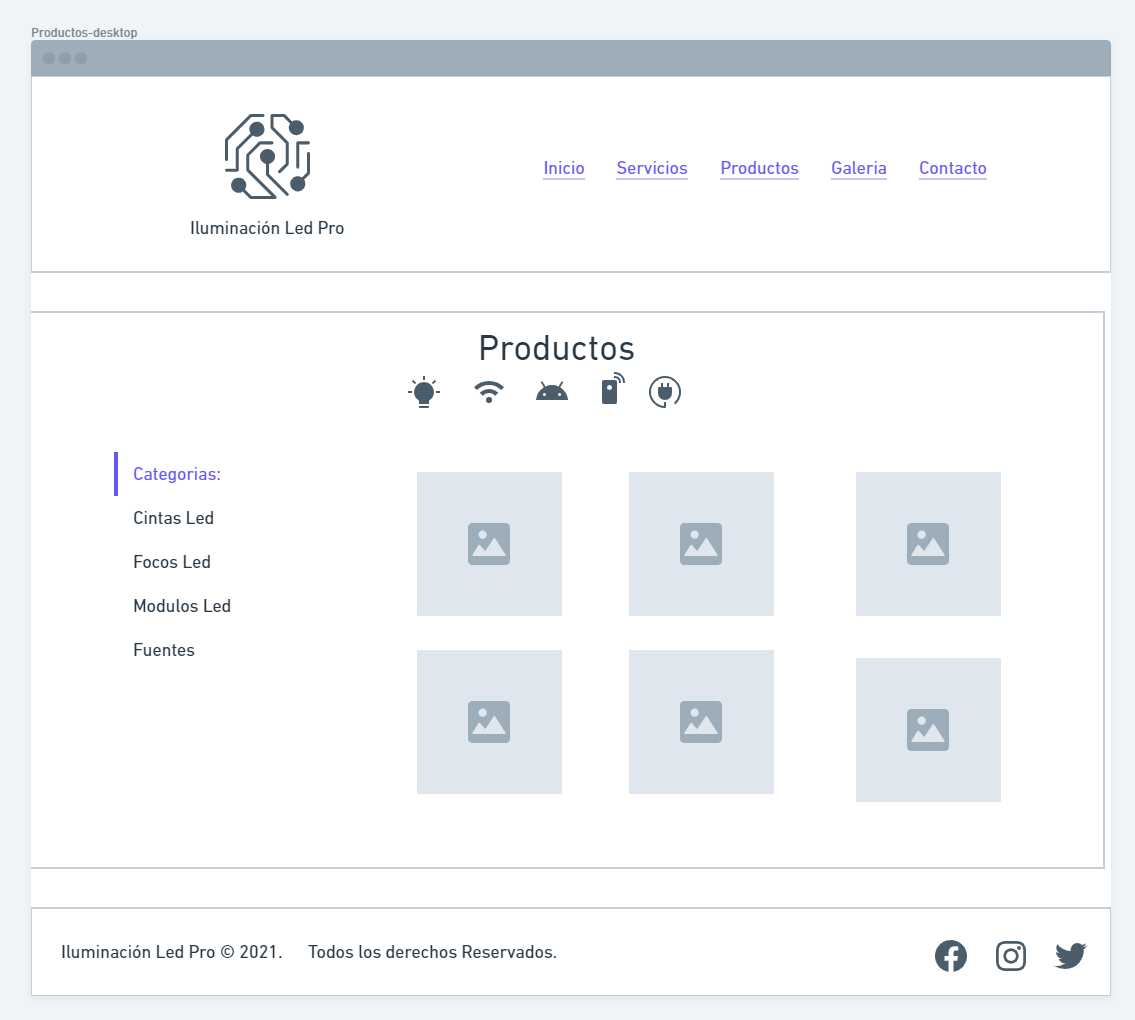 Productos-desktop
Iluminación Led Pro
Inicio Servicios Productos Galeria Contacto
Productos
Categorias:
Cintas Led
Focos Led
Modulos Led
Fuentes
Iluminación Led Pro © 2021. Todos los derechos Reservados.